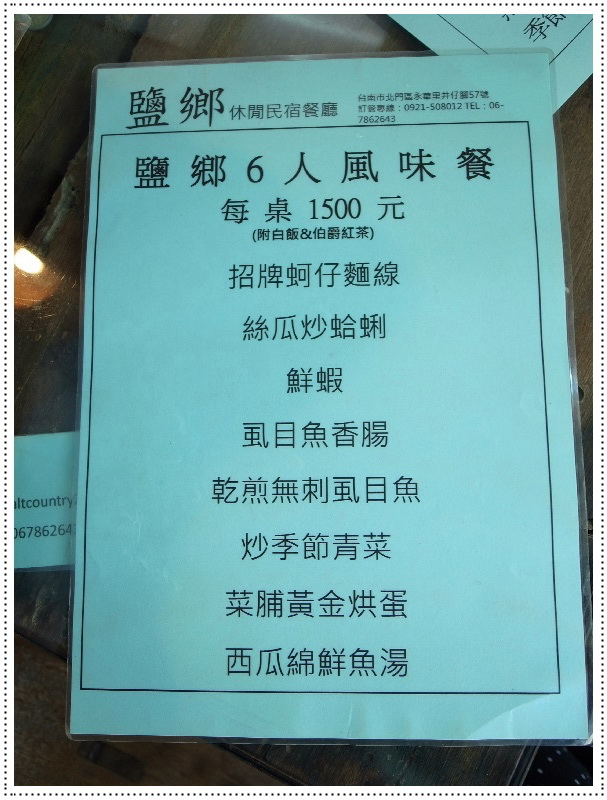 季節
鹽鄉 休閒民宿餐廳
台南市北門區永華里井仔腳57號
訂餐專線：0921-508012 TEL：06-
7862643
鹽鄉6人風味餐
每桌 1500 元
(附白飯&伯爵紅茶)
招牌蚵仔麵線
絲瓜炒蛤蜊
鮮蝦
虱目魚香腸
乾煎無刺虱目魚
炒季節青菜
菜脯黃金烘蛋
西瓜綿鮮魚湯
altcountry
06786264